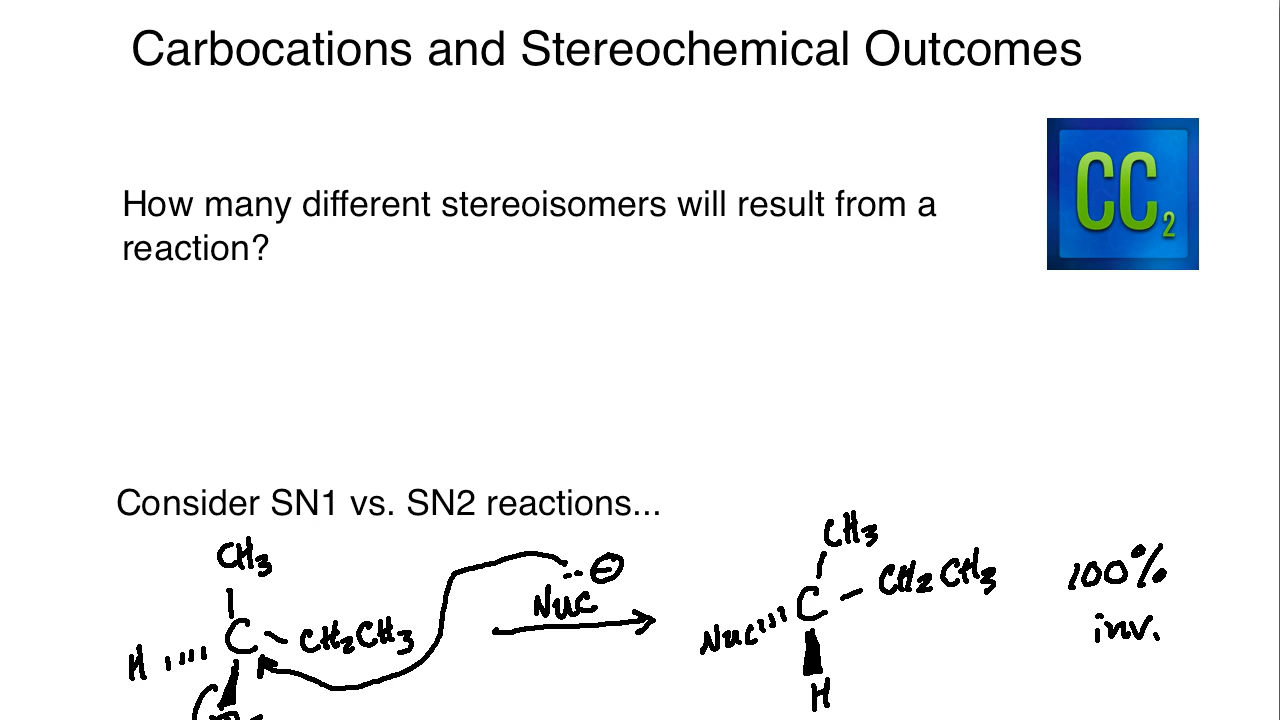 Carbocations and Stereochemical Outcomes
CC2
How many different stereoisomers will result from a
reaction?
Consider SN1 vs. SN2 reactions...
CH3
H C CH2CH3
Nuc :⊖
CH3
Nuc C CH2CH3
H
100%
inv.